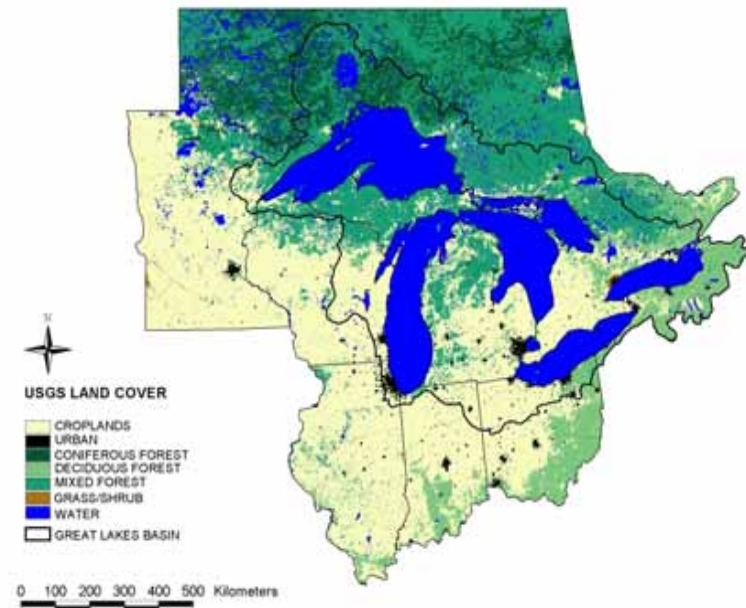 N
USGS LAND COVER
CROPLANDS
URBAN
CONIFEROUS FOREST
DECIDUOUS FOREST
MIXED FOREST
GRASS/SHRUB
WATER
GREAT LAKES BASIN
0 100 200 300 400 500 Kilometers